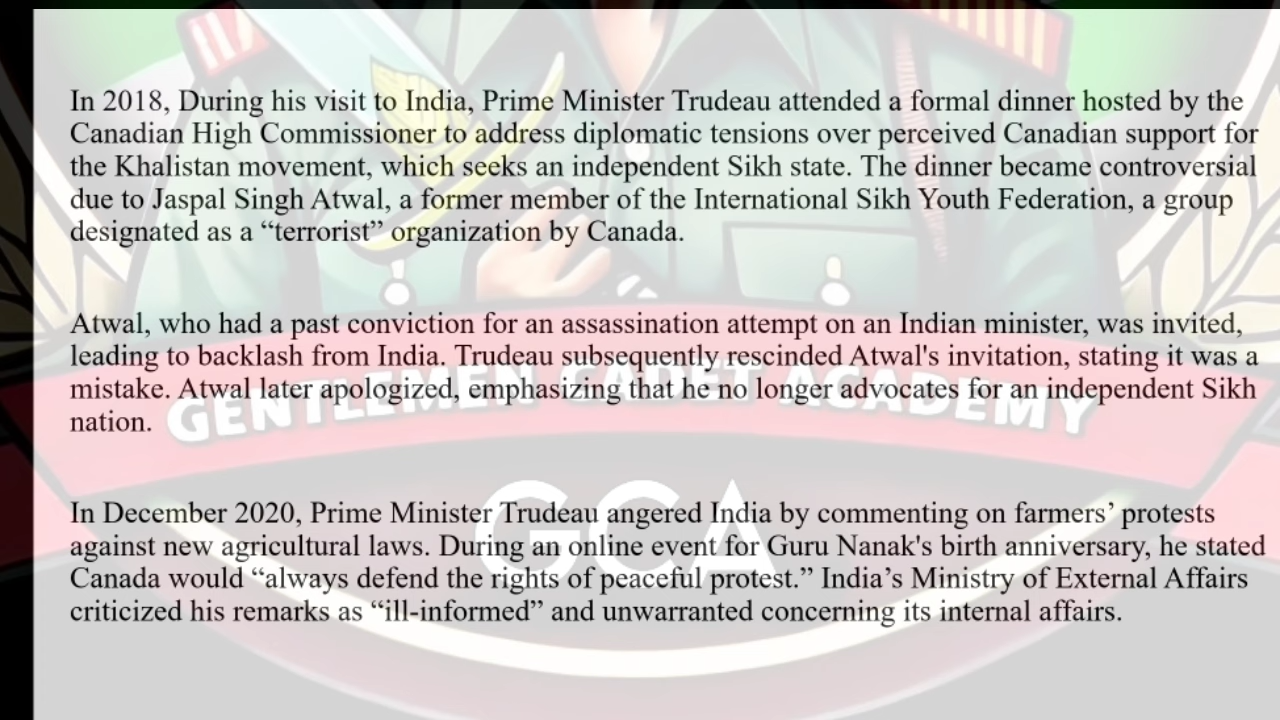 In 2018, During his visit to India, Prime Minister Trudeau attended a formal dinner hosted by the
Canadian High Commissioner to address diplomatic tensions over perceived Canadian support for
the Khalistan movement, which seeks an independent Sikh state. The dinner became controversial
due to Jaspal Singh Atwal, a former member of the International Sikh Youth Federation, a group
designated as a “terrorist” organization by Canada.
Atwal, who had a past conviction for an assassination attempt on an Indian minister, was invited,
leading to backlash from India. Trudeau subsequently rescinded Atwal's invitation, stating it was a
mistake. Atwal later apologized, emphasizing that he no longer advocates for an independent Sikh
nation.
GENTLEMEN CADET ACADEMY
GCA
In December 2020, Prime Minister Trudeau angered India by commenting on farmers’ protests
against new agricultural laws. During an online event for Guru Nanak's birth anniversary, he stated
Canada would “always defend the rights of peaceful protest.” India’s Ministry of External Affairs
criticized his remarks as “ill-informed” and unwarranted concerning its internal affairs.